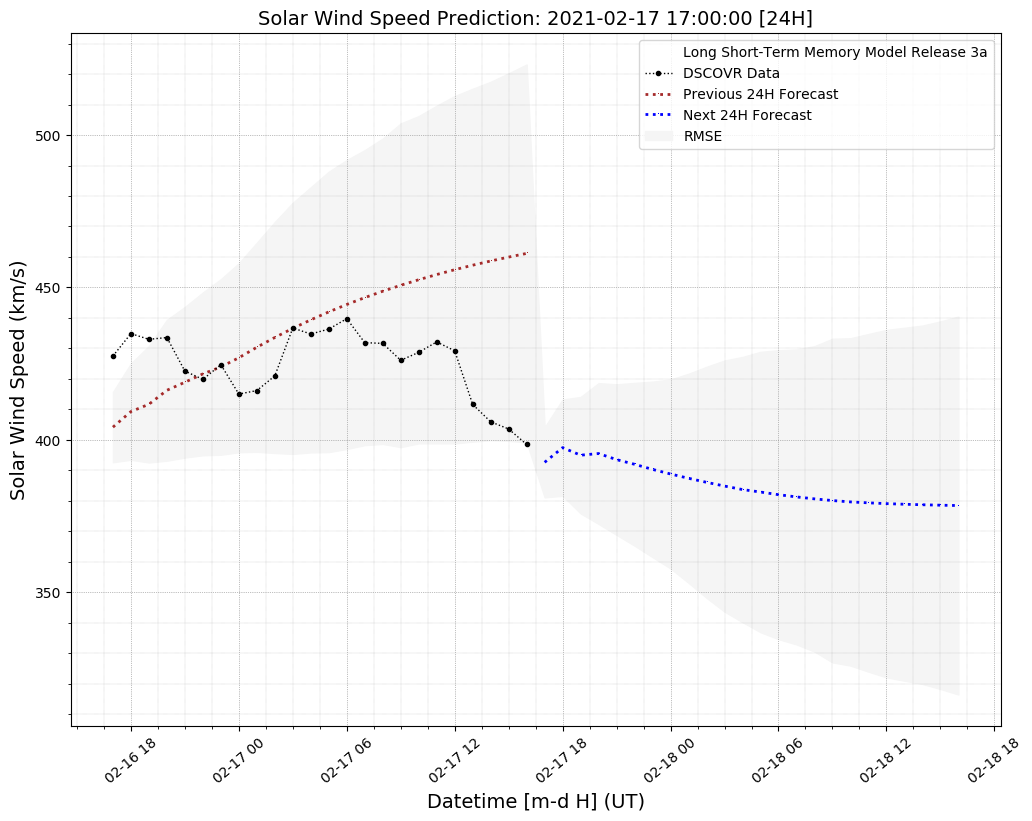 Solar Wind Speed Prediction: 2021-02-17 17:00:00 [24H]
Long Short-Term Memory Model Release 3a
DSCOVR Data
Previous 24H Forecast
Next 24H Forecast
RMSE
Solar Wind Speed (km/s)
500
450
400
350
02-16 18
02-17 00
02-17 06
02-17 12
02-17 18
02-18 00
02-18 06
02-18 12
02-18 18
Datetime [m-d H] (UT)